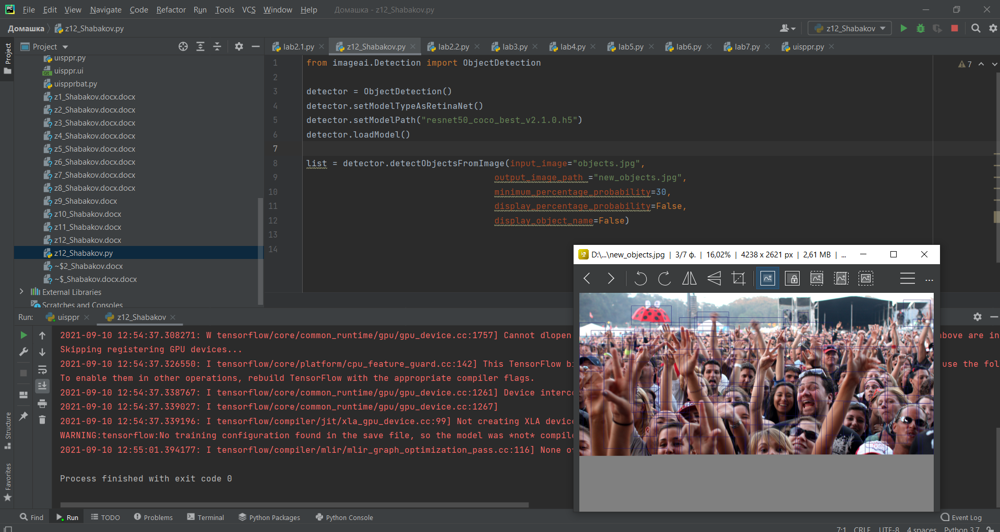 PC File Edit View Navigate Code Refactor Run Tools VCS Window Help Домашка - z12_Shabakov.py
Домашка z12_Shabakov.py
z12_Shabakov
Project
Project
lab2.1.py z12_Shabakov.py lab2.2.py lab3.py lab4.py lab5.py lab6.py lab7.py uisppr.py
uisppr.py
uisppr.ui
uispprbat.py
z1_Shabakov.docx.docx
z2_Shabakov.docx.docx
z3_Shabakov.docx.docx
z4_Shabakov.docx.docx
z5_Shabakov.docx.docx
z6_Shabakov.docx.docx
z7_Shabakov.docx.docx
z8_Shabakov.docx.docx
z9_Shabakov.docx
z10_Shabakov.docx
z11_Shabakov.docx
z12_Shabakov.docx
z12_Shabakov.py
~$2_Shabakov.docx
~$_Shabakov.docx.docx
External Libraries
Scratches and Consoles
7
1 from imageai.Detection import ObjectDetection
2
3 detector = ObjectDetection()
4 detector.setModelTypeAsRetinaNet()
5 detector.setModelPath("resnet50_coco_best_v2.1.0.h5")
6 detector.loadModel()
7
8 list = detector.detectObjectsFromImage(input_image="objects.jpg",
9 output_image_path ="new_objects.jpg",
10 minimum_percentage_probability=30,
11 display_percentage_probability=False,
12 display_object_name=False)
13
14
D:\...\new_objects.jpg | 3/7 ф. | 16,02% | 4238 x 2621 px | 2,61 MB | ...
Run: uisppr z12_Shabakov
2021-09-10 12:54:37.308271: W tensorflow/core/common_runtime/gpu/gpu_device.cc:1757] Cannot dlopen above are in
Skipping registering GPU devices...
2021-09-10 12:54:37.326550: I tensorflow/core/platform/cpu_feature_guard.cc:142] This TensorFlow bi use the fol
To enable them in other operations, rebuild TensorFlow with the appropriate compiler flags.
2021-09-10 12:54:37.338767: I tensorflow/core/common_runtime/gpu/gpu_device.cc:1261] Device interco
2021-09-10 12:54:37.339027: I tensorflow/core/common_runtime/gpu/gpu_device.cc:1267]
2021-09-10 12:54:37.339196: I tensorflow/compiler/jit/xla_gpu_device.cc:99] Not creating XLA device
WARNING:tensorflow:No training configuration found in the save file, so the model was *not* compile
2021-09-10 12:55:01.394177: I tensorflow/compiler/mlir/mlir_graph_optimization_pass.cc:116] None of
Process finished with exit code 0
Structure
Favorites
Find Run TODO Problems Terminal Python Packages Python Console Event Log
7:1 CRLF UTF-8 4 spaces Python 3.7